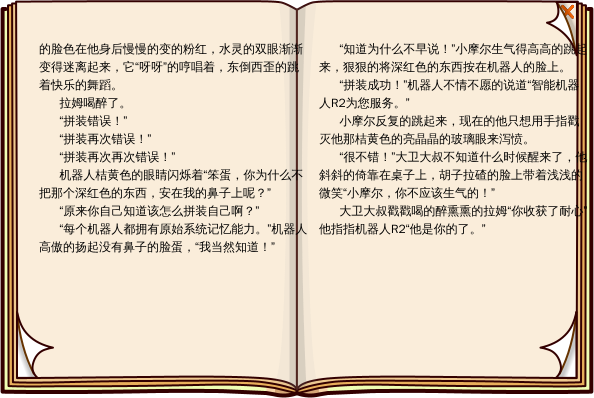 的脸色在他身后慢慢的变的粉红，水灵的双眼渐渐
变得迷离起来，它“呀呀”的哼唱着，东倒西歪的跳
着快乐的舞蹈。
拉姆喝醉了。
“拼装错误！”
“拼装再次错误！”
“拼装再次再次错误！”
机器人桔黄色的眼睛闪烁着“笨蛋，你为什么不
把那个深红色的东西，安在我的鼻子上呢？”
“原来你自己知道该怎么拼装自己啊？”
“每个机器人都拥有原始系统记忆能力。”机器人
高傲的扬起没有鼻子的脸蛋，“我当然知道！”
“知道为什么不早说！”小摩尔生气得高高的跳起
来，狠狠的将深红色的东西按在机器人的脸上。
“拼装成功！”机器人不情不愿的说道“智能机器
人R2为您服务。”
小摩尔反复的跳起来，现在的他只想用手指戳
灭他那桔黄色的亮晶晶的玻璃眼来泻愤。
“很不错！”大卫大叔不知道什么时候醒来了，他
斜斜的倚靠在桌子上，胡子拉碴的脸上带着浅浅的
微笑“小摩尔，你不应该生气的！”
大卫大叔戳戳喝的醉熏熏的拉姆“你收获了耐心”
他指指机器人R2“他是你的了。”